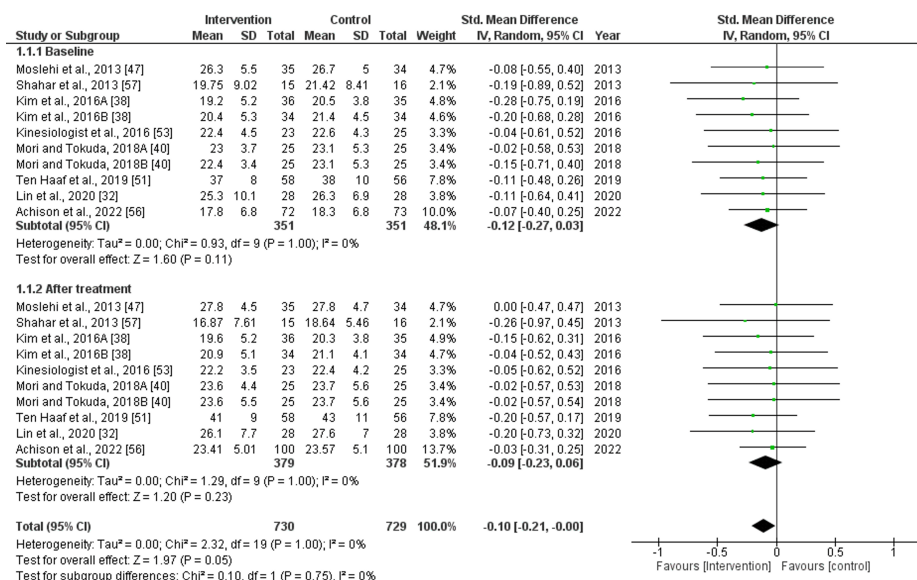 Intervention Control Std. Mean Difference Std. Mean Difference
Study or Subgroup Mean SD Total Mean SD Total Weight IV, Random, 95% CI Year IV, Random, 95% CI
1.1.1 Baseline
Moslehi et al., 2013 [47] 26.3 5.5 35 26.7 5 34 4.7% -0.08 [-0.55, 0.40] 2013
Shahar et al., 2013 [57] 19.75 9.02 15 21.42 8.41 16 2.1% -0.19 [-0.89, 0.52] 2013
Kim et al., 2016A [38] 19.2 5.2 36 20.5 3.8 35 4.8% -0.28 [-0.75, 0.19] 2016
Kim et al., 2016B [38] 20.4 5.3 34 21.4 4.5 34 4.6% -0.20 [-0.68, 0.28] 2016
Kinesiologist et al., 2016 [53] 22.4 4.5 23 22.6 4.3 25 3.3% -0.04 [-0.61, 0.52] 2016
Mori and Tokuda, 2018A [40] 23 3.7 25 23.1 5.3 25 3.4% -0.02 [-0.58, 0.53] 2018
Mori and Tokuda, 2018B [40] 22.4 3.4 25 23.1 5.3 25 3.4% -0.15 [-0.71, 0.40] 2018
Ten Haaf et al., 2019 [51] 37 8 58 38 10 56 7.8% -0.11 [-0.48, 0.26] 2019
Lin et al., 2020 [32] 25.3 10.1 28 26.3 6.9 28 3.8% -0.11 [-0.64, 0.41] 2020
Achison et al., 2022 [56] 17.8 6.8 72 18.3 6.8 73 10.0% -0.07 [-0.40, 0.25] 2022
Subtotal (95% CI) 351 351 48.1% -0.12 [-0.27, 0.03]
Heterogeneity: Tau² = 0.00; Chi² = 0.93, df = 9 (P = 1.00); I² = 0%
Test for overall effect: Z = 1.60 (P = 0.11)
1.1.2 After treatment
Moslehi et al., 2013 [47] 27.8 4.5 35 27.8 4.7 34 4.7% 0.00 [-0.47, 0.47] 2013
Shahar et al., 2013 [57] 16.87 7.61 15 18.64 5.46 16 2.1% -0.26 [-0.97, 0.45] 2013
Kim et al., 2016A [38] 19.6 5.2 36 20.3 3.8 35 4.9% -0.15 [-0.62, 0.31] 2016
Kim et al., 2016B [38] 20.9 5.1 34 21.1 4.1 34 4.7% -0.04 [-0.52, 0.43] 2016
Kinesiologist et al., 2016 [53] 22.2 3.5 23 22.4 4.2 25 3.3% -0.05 [-0.62, 0.52] 2016
Mori and Tokuda, 2018A [40] 23.6 4.4 25 23.7 5.6 25 3.4% -0.02 [-0.57, 0.53] 2018
Mori and Tokuda, 2018B [40] 23.6 5.5 25 23.7 5.6 25 3.4% -0.02 [-0.57, 0.54] 2018
Ten Haaf et al., 2019 [51] 41 9 58 43 11 56 7.8% -0.20 [-0.57, 0.17] 2019
Lin et al., 2020 [32] 26.1 7.7 28 27.6 7 28 3.8% -0.20 [-0.73, 0.32] 2020
Achison et al., 2022 [56] 23.41 5.01 100 23.57 5.1 100 13.7% -0.03 [-0.31, 0.25] 2022
Subtotal (95% CI) 379 378 51.9% -0.09 [-0.23, 0.06]
Heterogeneity: Tau² = 0.00; Chi² = 1.29, df = 9 (P = 1.00); I² = 0%
Test for overall effect: Z = 1.20 (P = 0.23)
Total (95% CI) 730 729 100.0% -0.10 [-0.21, -0.00]
Heterogeneity: Tau² = 0.00; Chi² = 2.32, df = 19 (P = 1.00); I² = 0%
Test for overall effect: Z = 1.97 (P = 0.05)
Test for subgroup differences: Chi² = 0.10, df = 1 (P = 0.75), I² = 0%
-1 -0.5 0 0.5 1
Favours [Intervention] Favours [control]